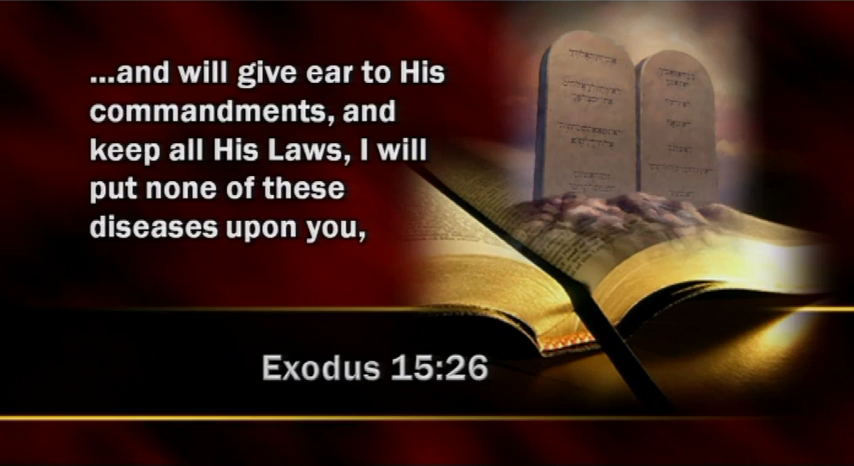 ...and will give ear to His
commandments, and
keep all His Laws, I will
put none of these
diseases upon you,
Exodus 15:26